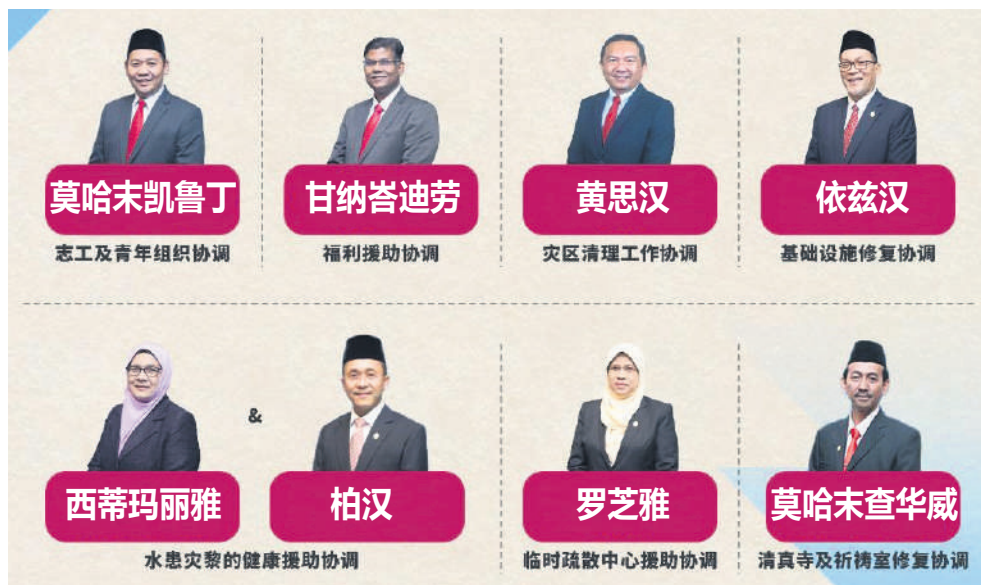 莫哈末凯鲁丁
志工及青年组织协调
甘纳峇迪劳
福利援助协调
黄思汉
灾区清理工作协调
依兹汉
基础设施修复协调
西蒂玛丽雅
&
柏汉
水患灾黎的健康援助协调
罗芝雅
临时疏散中心援助协调
莫哈末查华威
清真寺及祈祷室修复协调